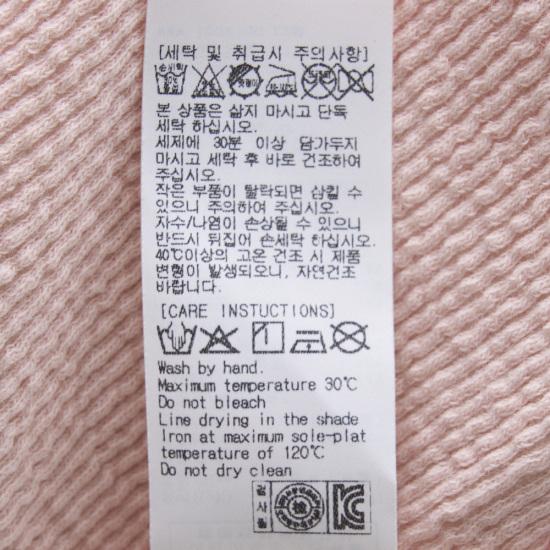 [세탁 및 취급시 주의사항]
본 상품은 삶지 마시고 단독
세탁 하십시오.
세제에 30분 이상 담가두지
마시고 세탁 후 바로 건조하여
주십시오.
작은 부품이 탈락되면 삼킬 수
있으니 주의하여 주십시오.
자수/나염이 손상될 수 있으니
반드시 뒤집어 손세탁 하십시오.
40℃이상의 고온 건조 시 제품
변형이 발생되오니, 자연건조
바랍니다.
[CARE INSTUCTIONS]
Wash by hand.
Maximum temperature 30℃
Do not bleach
Line drying in the shade
Iron at maximum sole-plat
temperature of 120℃
Do not dry clean
검사필